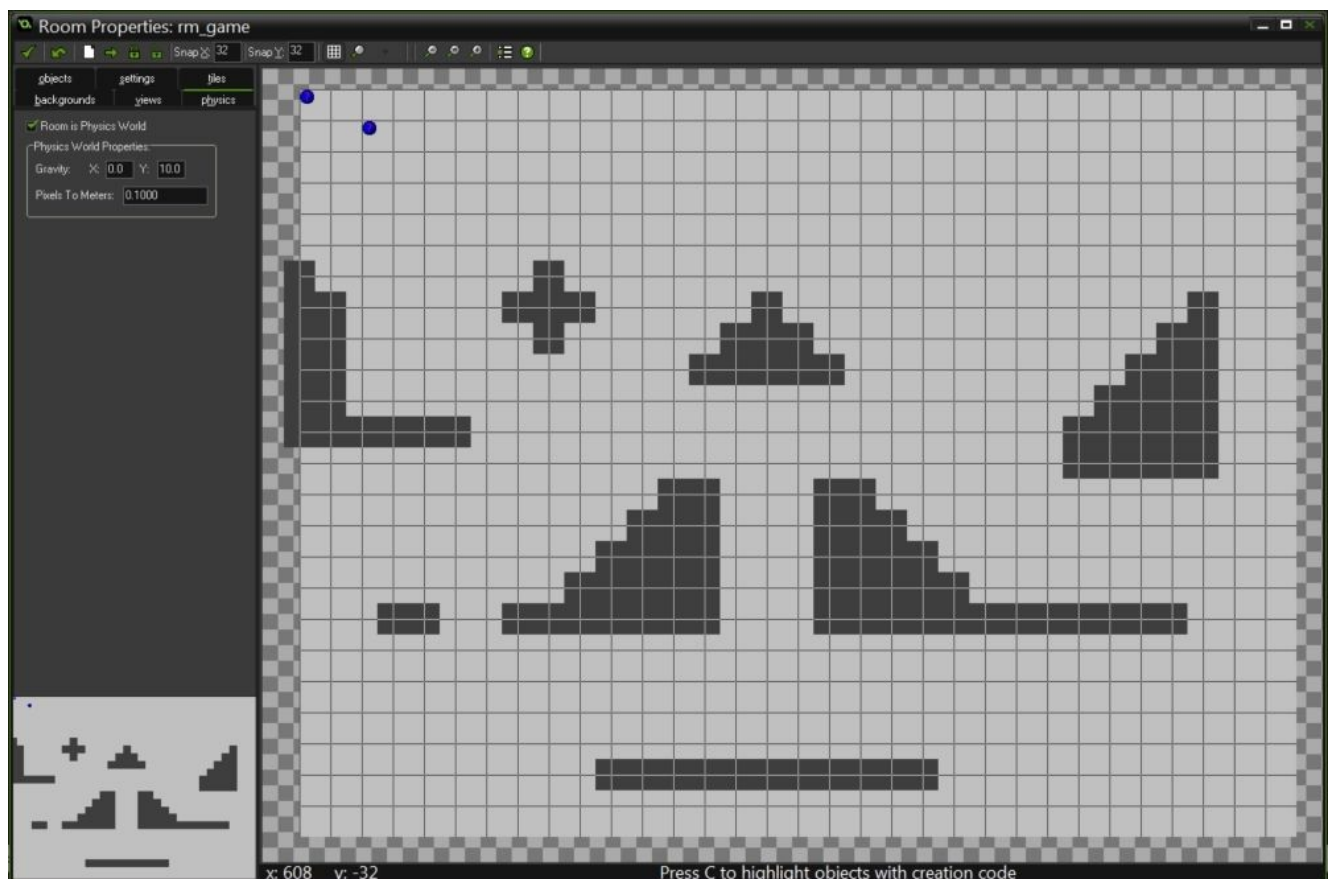 Room Properties: rm_game
Snap X: 32 Snap Y: 32
objects settings tiles
backgrounds views physics
Room is Physics World
Physics World Properties:
Gravity: X: 0.0 Y: 10.0
Pixels To Meters: 0.1000
x: 608 y: -32 Press C to highlight objects with creation code